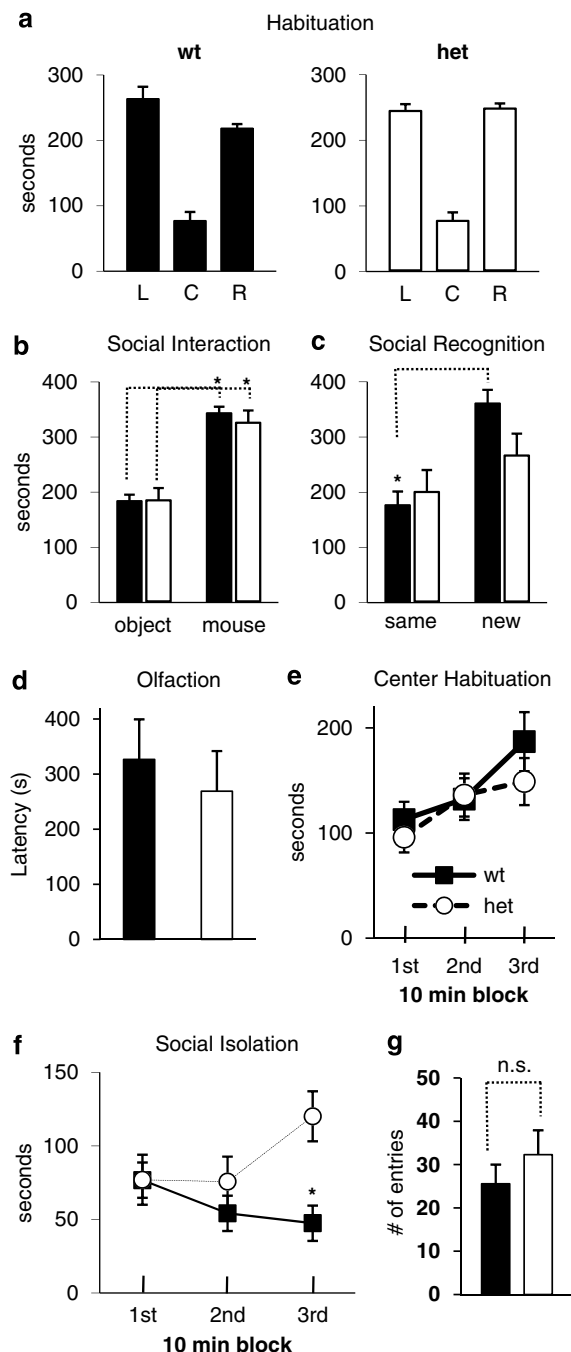 a
Habituation
wt
het
300
200
100
0
seconds
L C R
300
200
100
0
L C R
b
Social Interaction
400
300
200
100
0
seconds
* *
object mouse
c
Social Recognition
400
300
200
100
0
*
same new
d
Olfaction
400
300
200
100
0
Latency (s)
e
Center Habituation
200
100
0
seconds
wt
het
1st 2nd 3rd
10 min block
f
Social Isolation
150
100
50
0
seconds
*
1st 2nd 3rd
10 min block
g
n.s.
50
40
30
20
10
0
# of entries